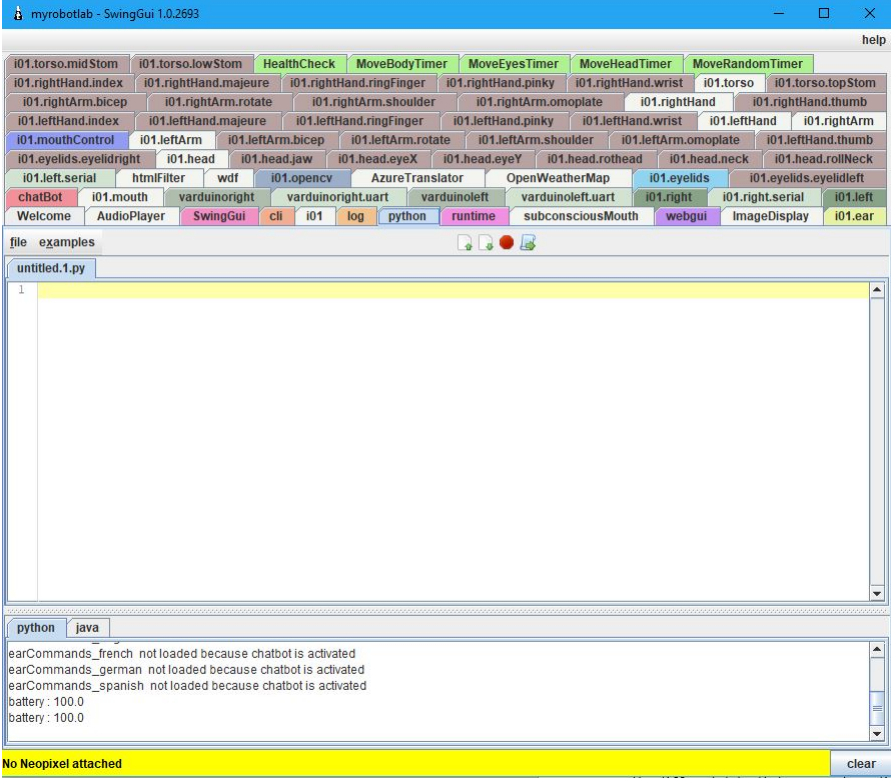 myrobotlab - SwingGui 1.0.2693
help
i01.torso.midStom i01.torso.lowStom HealthCheck MoveBodyTimer MoveEyesTimer MoveHeadTimer MoveRandomTimer
i01.rightHand.index i01.rightHand.majeure i01.rightHand.ringFinger i01.rightHand.pinky i01.rightHand.wrist i01.torso i01.torso.topStom
i01.rightArm.bicep i01.rightArm.rotate i01.rightArm.shoulder i01.rightArm.omoplate i01.rightHand i01.rightHand.thumb
i01.leftHand.index i01.leftHand.majeure i01.leftHand.ringFinger i01.leftHand.pinky i01.leftHand.wrist i01.leftHand i01.rightArm
i01.mouthControl i01.leftArm i01.leftArm.bicep i01.leftArm.rotate i01.leftArm.shoulder i01.leftArm.omoplate i01.leftHand.thumb
i01.eyelids.eyelidright i01.head i01.head.jaw i01.head.eyeX i01.head.eyeY i01.head.rothead i01.head.neck i01.head.rollNeck
i01.left.serial htmlFilter wdf i01.opencv AzureTranslator OpenWeatherMap i01.eyelids i01.eyelids.eyelidleft
chatBot i01.mouth varduinoright varduinoright.uart varduinoleft varduinoleft.uart i01.right i01.right.serial i01.left
Welcome AudioPlayer SwingGui cli i01 log python runtime subconsciousMouth webgui ImageDisplay i01.ear
file examples
untitled.1.py
1
python java
earCommands_french not loaded because chatbot is activated
earCommands_german not loaded because chatbot is activated
earCommands_spanish not loaded because chatbot is activated
battery : 100.0
battery : 100.0
No Neopixel attached
clear